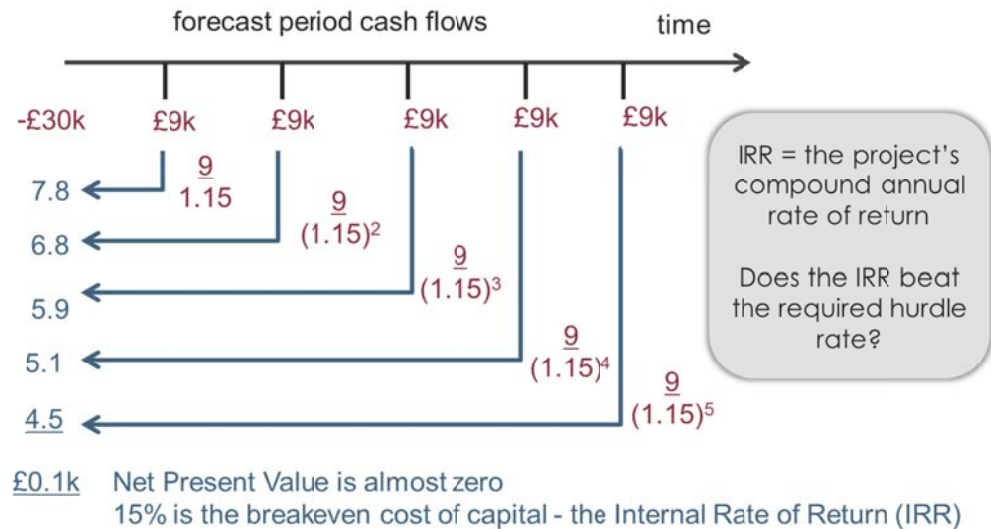 forecast period cash flows time
-£30k £9k £9k £9k £9k £9k
7.8
9
1.15
6.8
9
(1.15)²
5.9
9
(1.15)³
5.1
9
(1.15)⁴
4.5
9
(1.15)⁵
£0.1k Net Present Value is almost zero
15% is the breakeven cost of capital - the Internal Rate of Return (IRR)
IRR = the project's
compound annual
rate of return
Does the IRR beat
the required hurdle
rate?